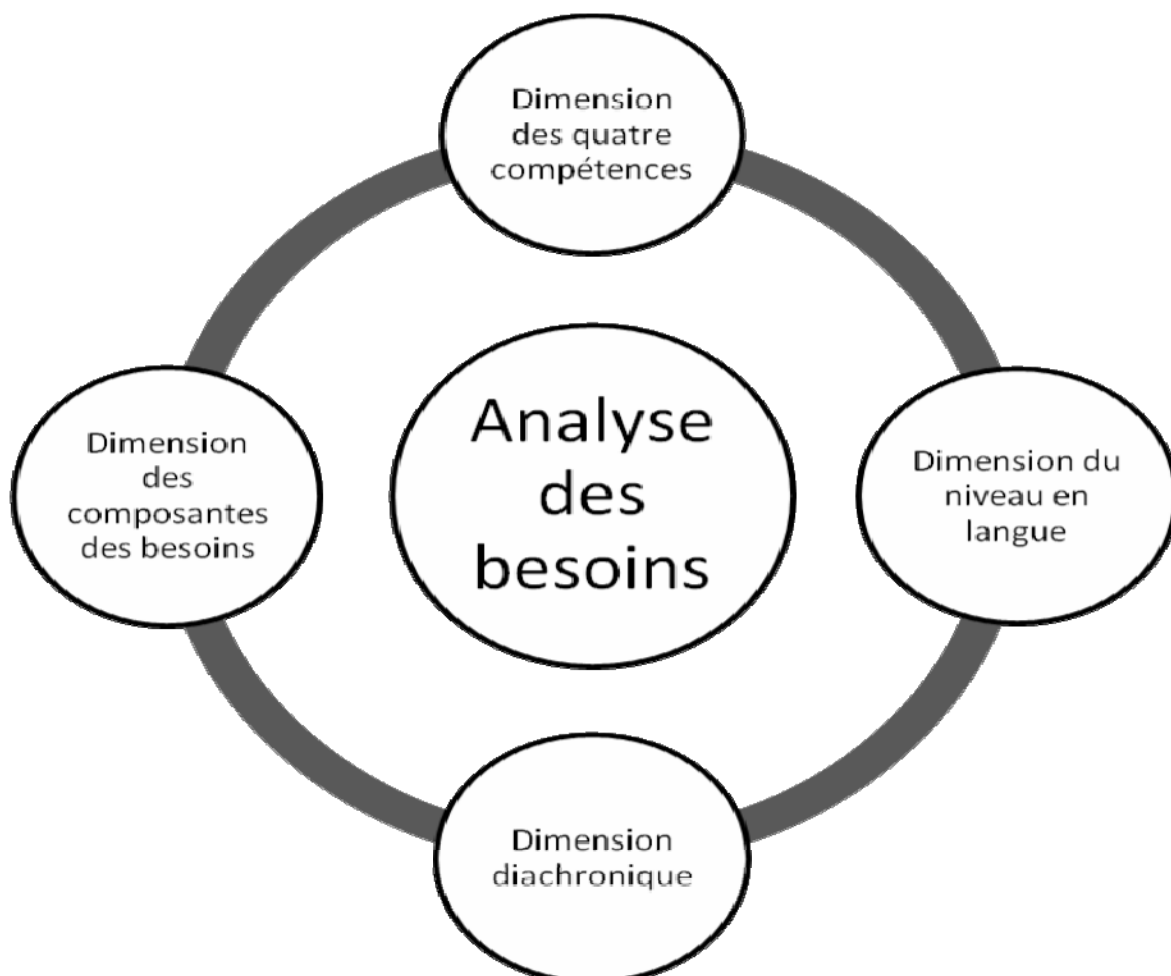 Dimension
des quatre
compétences
Dimension
des
composantes
des besoins
Analyse
des
besoins
Dimension du
niveau en
langue
Dimension
diachronique